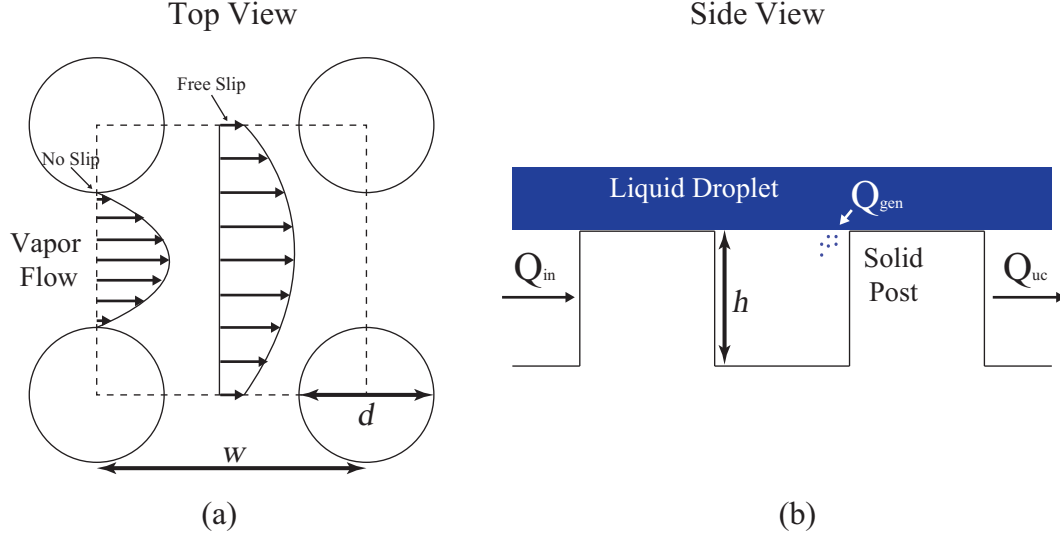 Top View
Side View
Free Slip
No Slip
Vapor
Flow
d
w
(a)
Liquid Droplet
Q_gen
Q_in
h
Solid
Post
Q_uc
(b)